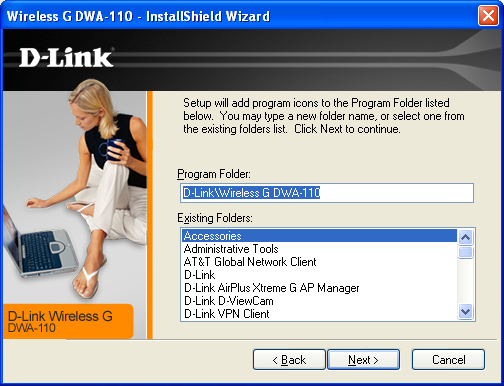 Wireless G DWA-110 - InstallShield Wizard
D-Link
Setup will add program icons to the Program Folder listed
below. You may type a new folder name, or select one from
the existing folders list. Click Next to continue.
Program Folder:
D-Link\Wireless G DWA-110
Existing Folders:
Accessories
Administrative Tools
AT&T Global Network Client
D-Link
D-Link AirPlus Xtreme G AP Manager
D-Link D-ViewCam
D-Link VPN Client
D-Link Wireless G
DWA-110
< Back
Next >
Cancel